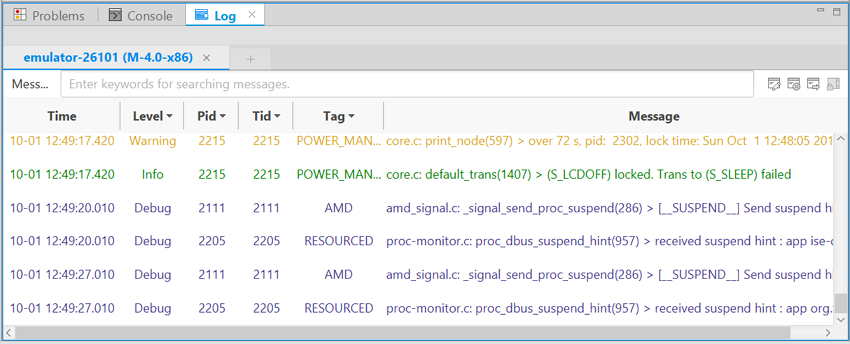 Problems Console Log
emulator-26101 (M-4.0-x86)
Mess... Enter keywords for searching messages.
Time Level Pid Tid Tag Message
10-01 12:49:17.420 Warning 2215 2215 POWER_MAN... core.c: print_node(597) > over 72 s, pid: 2302, lock time: Sun Oct 1 12:48:05 201
10-01 12:49:17.420 Info 2215 2215 POWER_MAN... core.c: default_trans(1407) > (S_LCDOFF) locked. Trans to (S_SLEEP) failed
10-01 12:49:20.010 Debug 2111 2111 AMD amd_signal.c: _signal_send_proc_suspend(286) > [__SUSPEND__] Send suspend h
10-01 12:49:20.010 Debug 2205 2205 RESOURCED proc-monitor.c: proc_dbus_suspend_hint(957) > received suspend hint : app ise-
10-01 12:49:27.010 Debug 2111 2111 AMD amd_signal.c: _signal_send_proc_suspend(286) > [__SUSPEND__] Send suspend h
10-01 12:49:27.010 Debug 2205 2205 RESOURCED proc-monitor.c: proc_dbus_suspend_hint(957) > received suspend hint : app org.